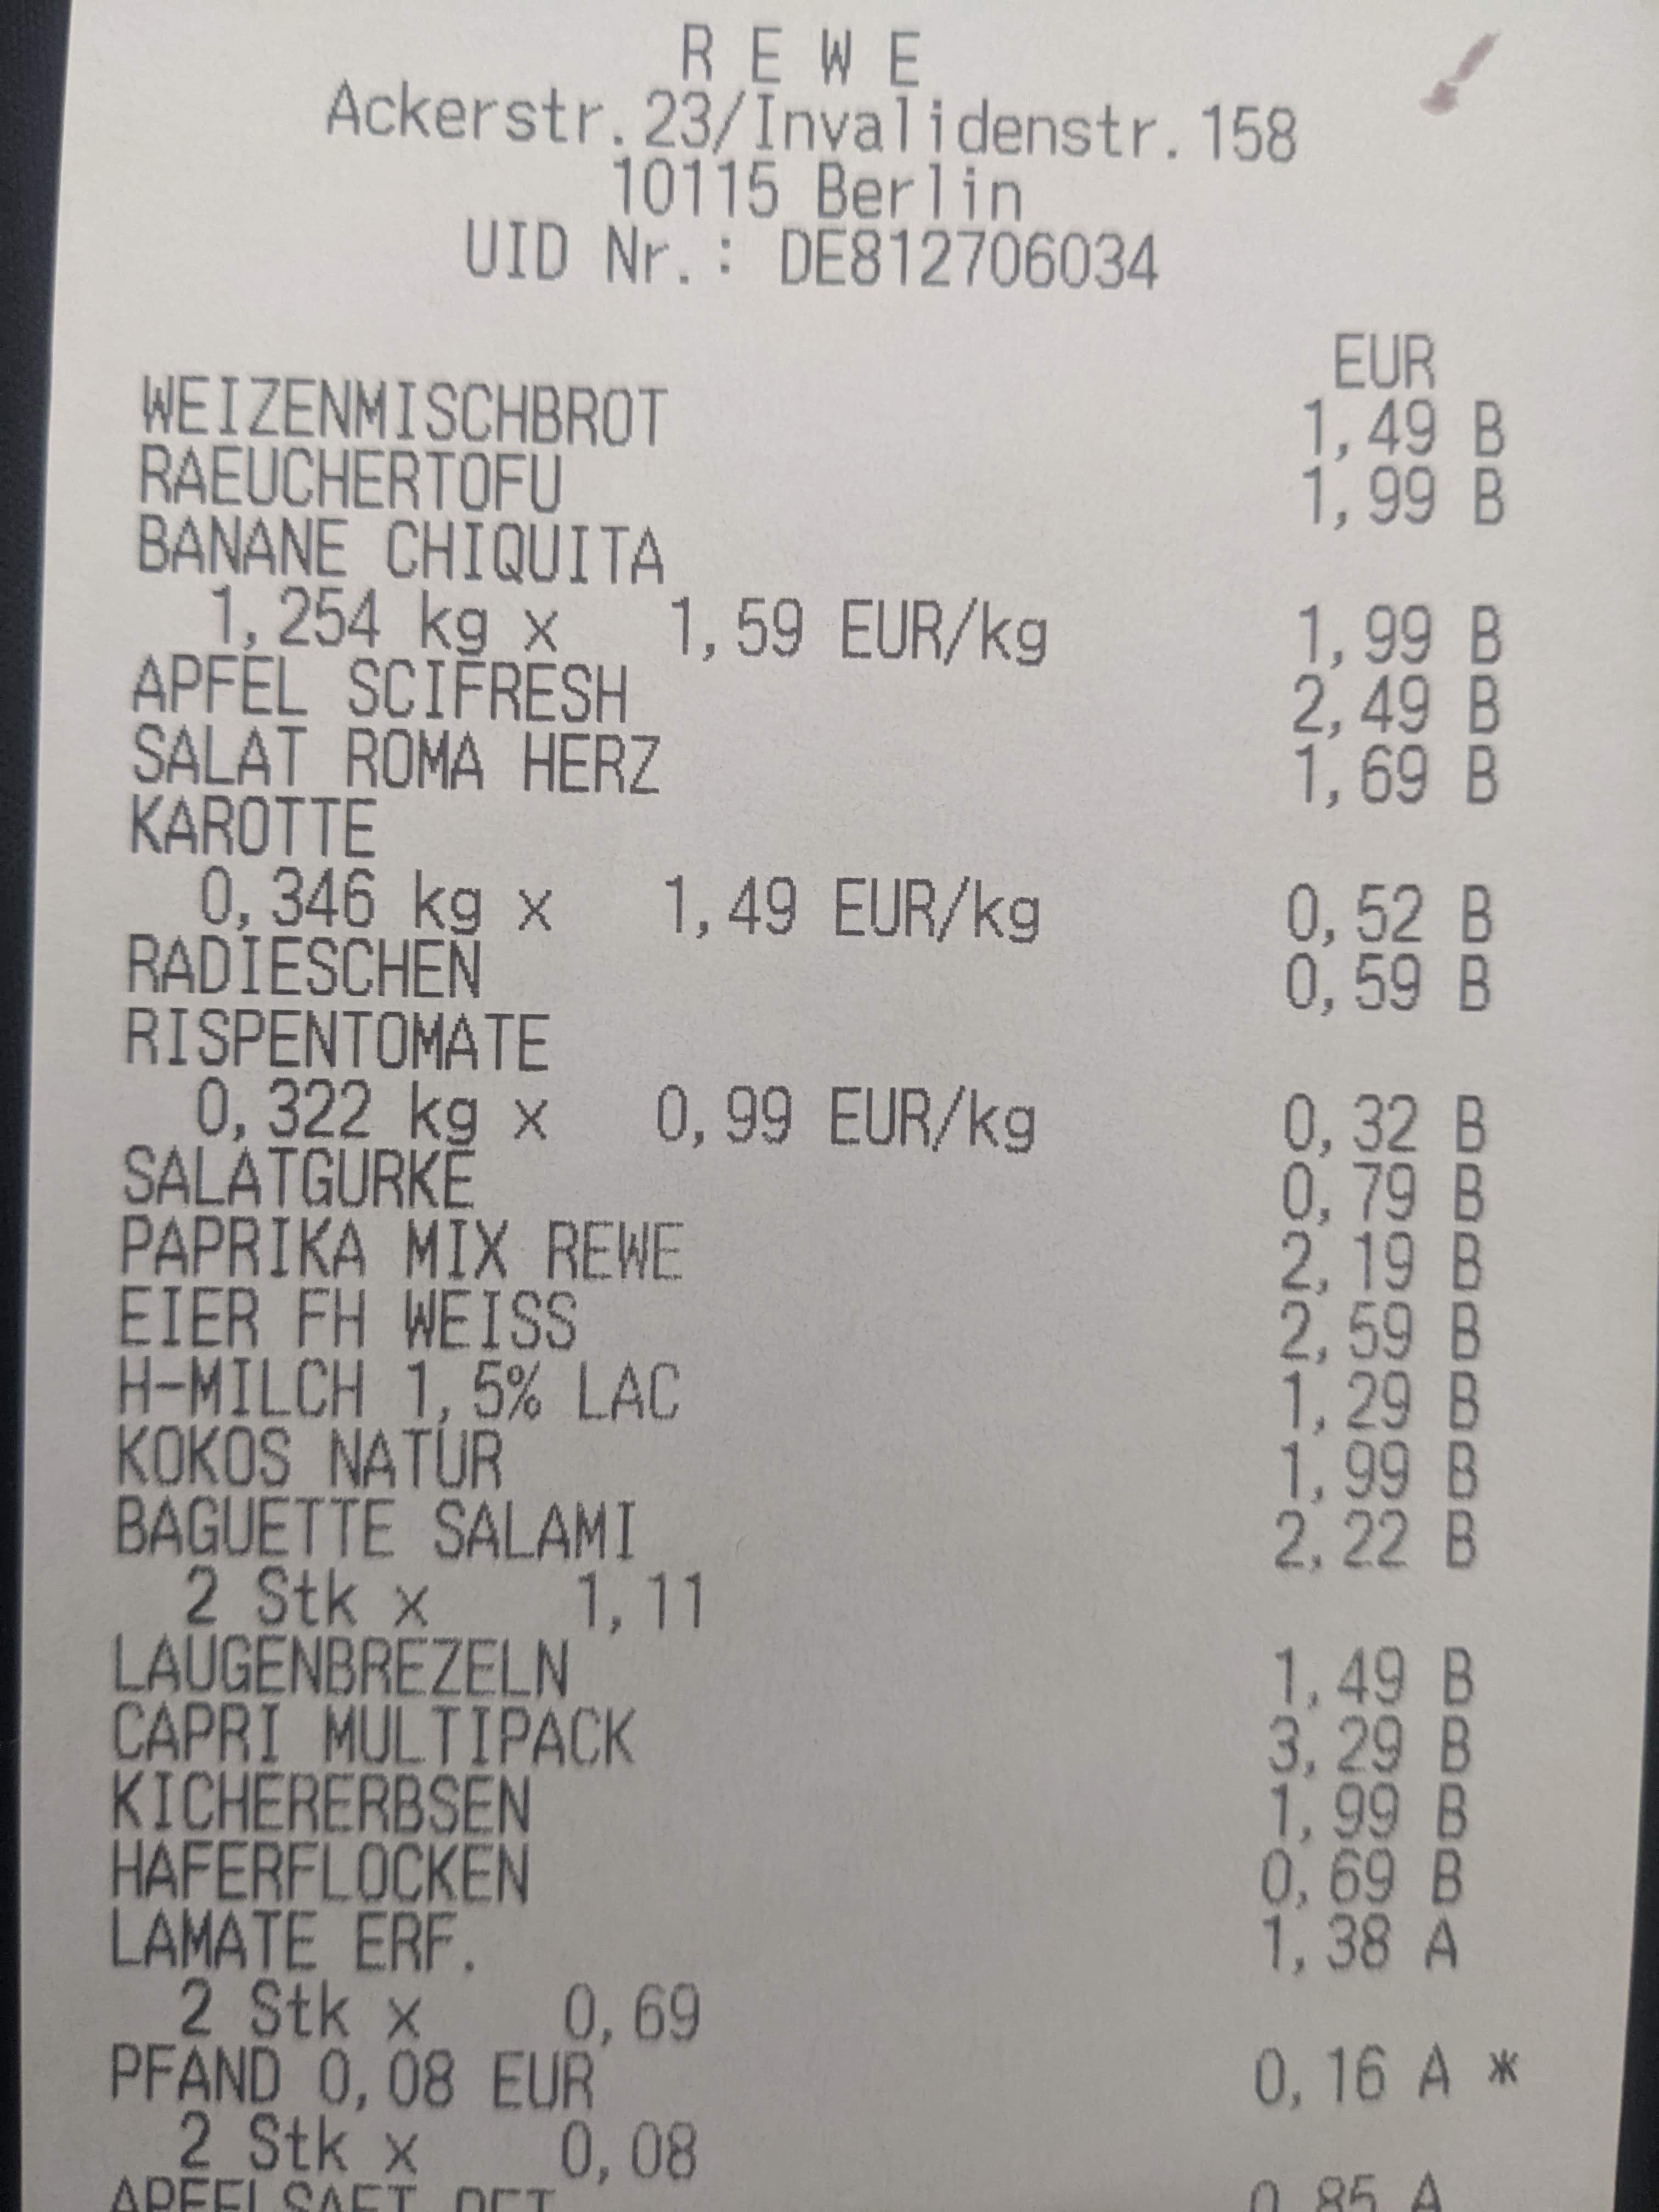 R E W E
Ackerstr.23/Invalidenstr.158
10115 Berlin
UID Nr.: DE812706034
EUR
WEIZENMISCHBROT 1,49 B
RAEUCHERTOFU 1,99 B
BANANE CHIQUITA
1,254 kg x 1,59 EUR/kg 1,99 B
APFEL SCIFRESH 2,49 B
SALAT ROMA HERZ 1,69 B
KAROTTE
0,346 kg x 1,49 EUR/kg 0,52 B
RADIESCHEN 0,59 B
RISPENTOMATE
0,322 kg x 0,99 EUR/kg 0,32 B
SALATGURKE 0,79 B
PAPRIKA MIX REWE 2,19 B
EIER FH WEISS 2,59 B
H-MILCH 1,5% LAC 1,29 B
KOKOS NATUR 1,99 B
BAGUETTE SALAMI 2,22 B
2 Stk x 1,11
LAUGENBREZELN 1,49 B
CAPRI MULTIPACK 3,29 B
KICHERERBSEN 1,99 B
HAFERFLOCKEN 0,69 B
LAMATE ERF. 1,38 A
2 Stk x 0,69
PFAND 0,08 EUR 0,16 A *
2 Stk x 0,08
APFELSAFT PET 0,85 A